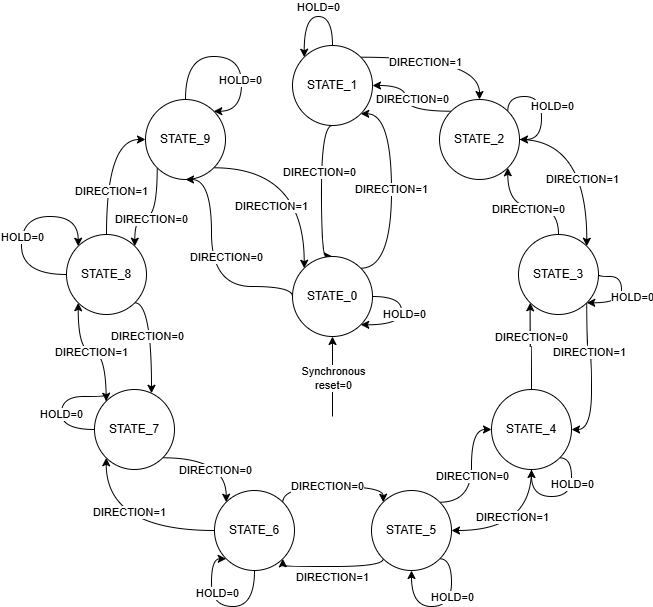 HOLD=0
DIRECTION=1
STATE_1
HOLD=0
DIRECTION=0
HOLD=0
STATE_9
STATE_2
DIRECTION=0
DIRECTION=1
DIRECTION=1
DIRECTION=1
DIRECTION=0
DIRECTION=1
DIRECTION=0
DIRECTION=0
HOLD=0
DIRECTION=0
STATE_8
STATE_3
STATE_0
HOLD=0
HOLD=0
DIRECTION=0
DIRECTION=0
DIRECTION=1
DIRECTION=1
Synchronous
reset=0
HOLD=0
STATE_7
STATE_4
DIRECTION=0
DIRECTION=0
HOLD=0
DIRECTION=0
DIRECTION=1
DIRECTION=1
STATE_6
STATE_5
DIRECTION=1
HOLD=0
HOLD=0